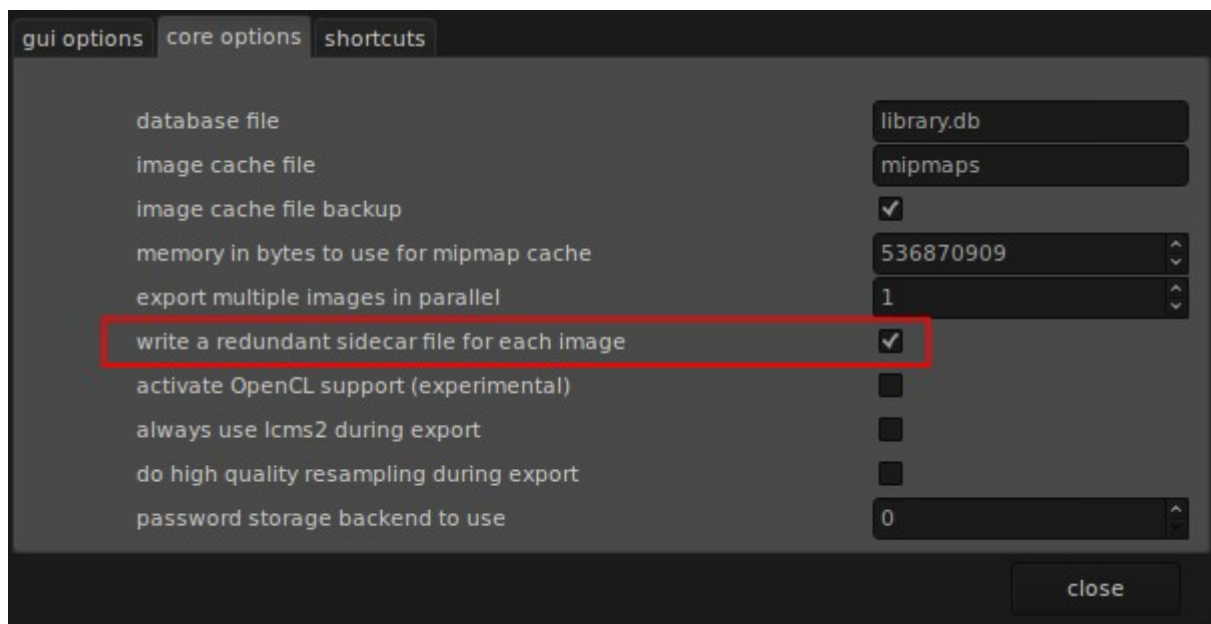 gui options core options shortcuts
database file library.db
image cache file mipmaps
image cache file backup
memory in bytes to use for mipmap cache 536870909
export multiple images in parallel 1
write a redundant sidecar file for each image
activate OpenCL support (experimental)
always use lcms2 during export
do high quality resampling during export
password storage backend to use 0
close